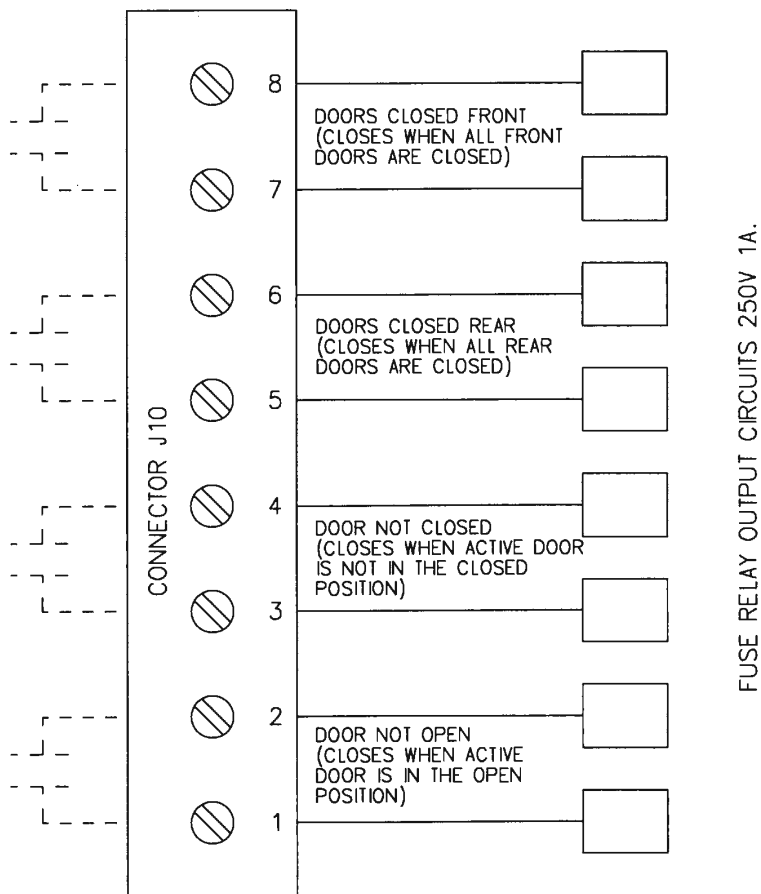 8
DOORS CLOSED FRONT
(CLOSES WHEN ALL FRONT
DOORS ARE CLOSED)
7
6
DOORS CLOSED REAR
(CLOSES WHEN ALL REAR
DOORS ARE CLOSED)
5
CONNECTOR J10
4
DOOR NOT CLOSED
(CLOSES WHEN ACTIVE DOOR
IS NOT IN THE CLOSED
POSITION)
3
2
DOOR NOT OPEN
(CLOSES WHEN ACTIVE
DOOR IS IN THE OPEN
POSITION)
1
FUSE RELAY OUTPUT CIRCUITS 250V 1A.